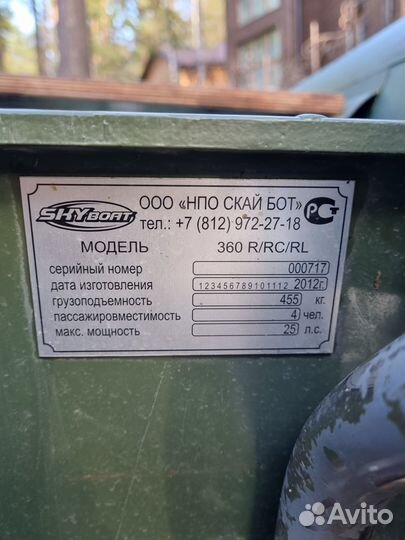 SKYBOAT
ООО «НПО СКАЙ БОТ»
тел.: +7 (812) 972-27-18
РСТ
МОДЕЛЬ 360 R/RC/RL
серийный номер 000717
дата изготовления 123456789101112 2012г.
грузоподъемность 455 кг.
пассажировместимость 4 чел.
макс. мощность 25 л.с.
Avito